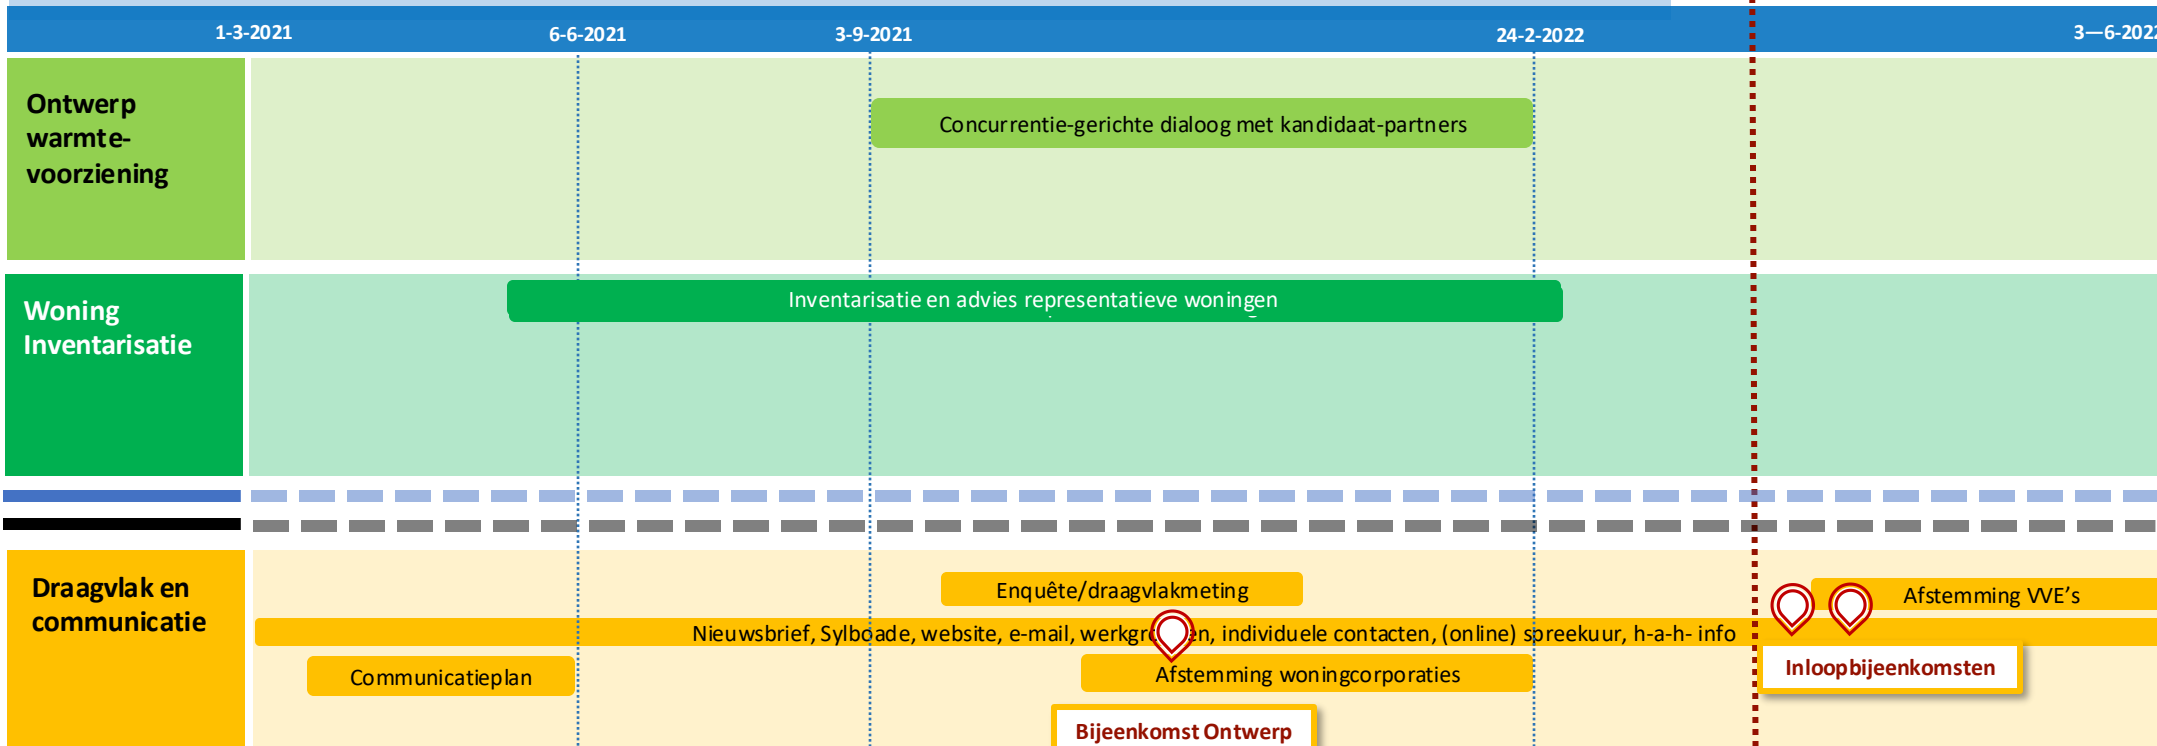 1-3-2021
6-6-2021
3-9-2021
24-2-2022
3—6-2022
Ontwerp
warmte-
voorziening
Concurrentie-gerichte dialoog met kandidaat-partners
Woning
Inventarisatie
Inventarisatie en advies representatieve woningen
Draagvlak en
communicatie
Enquête/draagvlakmeting
Afstemming VVE's
Nieuwsbrief, Sylboade, website, e-mail, individuele contacten, (online) spreekuur, h-a-h- info
Communicatieplan
Afstemming woningcorporaties
Inloopbijeenkomsten
Bijeenkomst Ontwerp